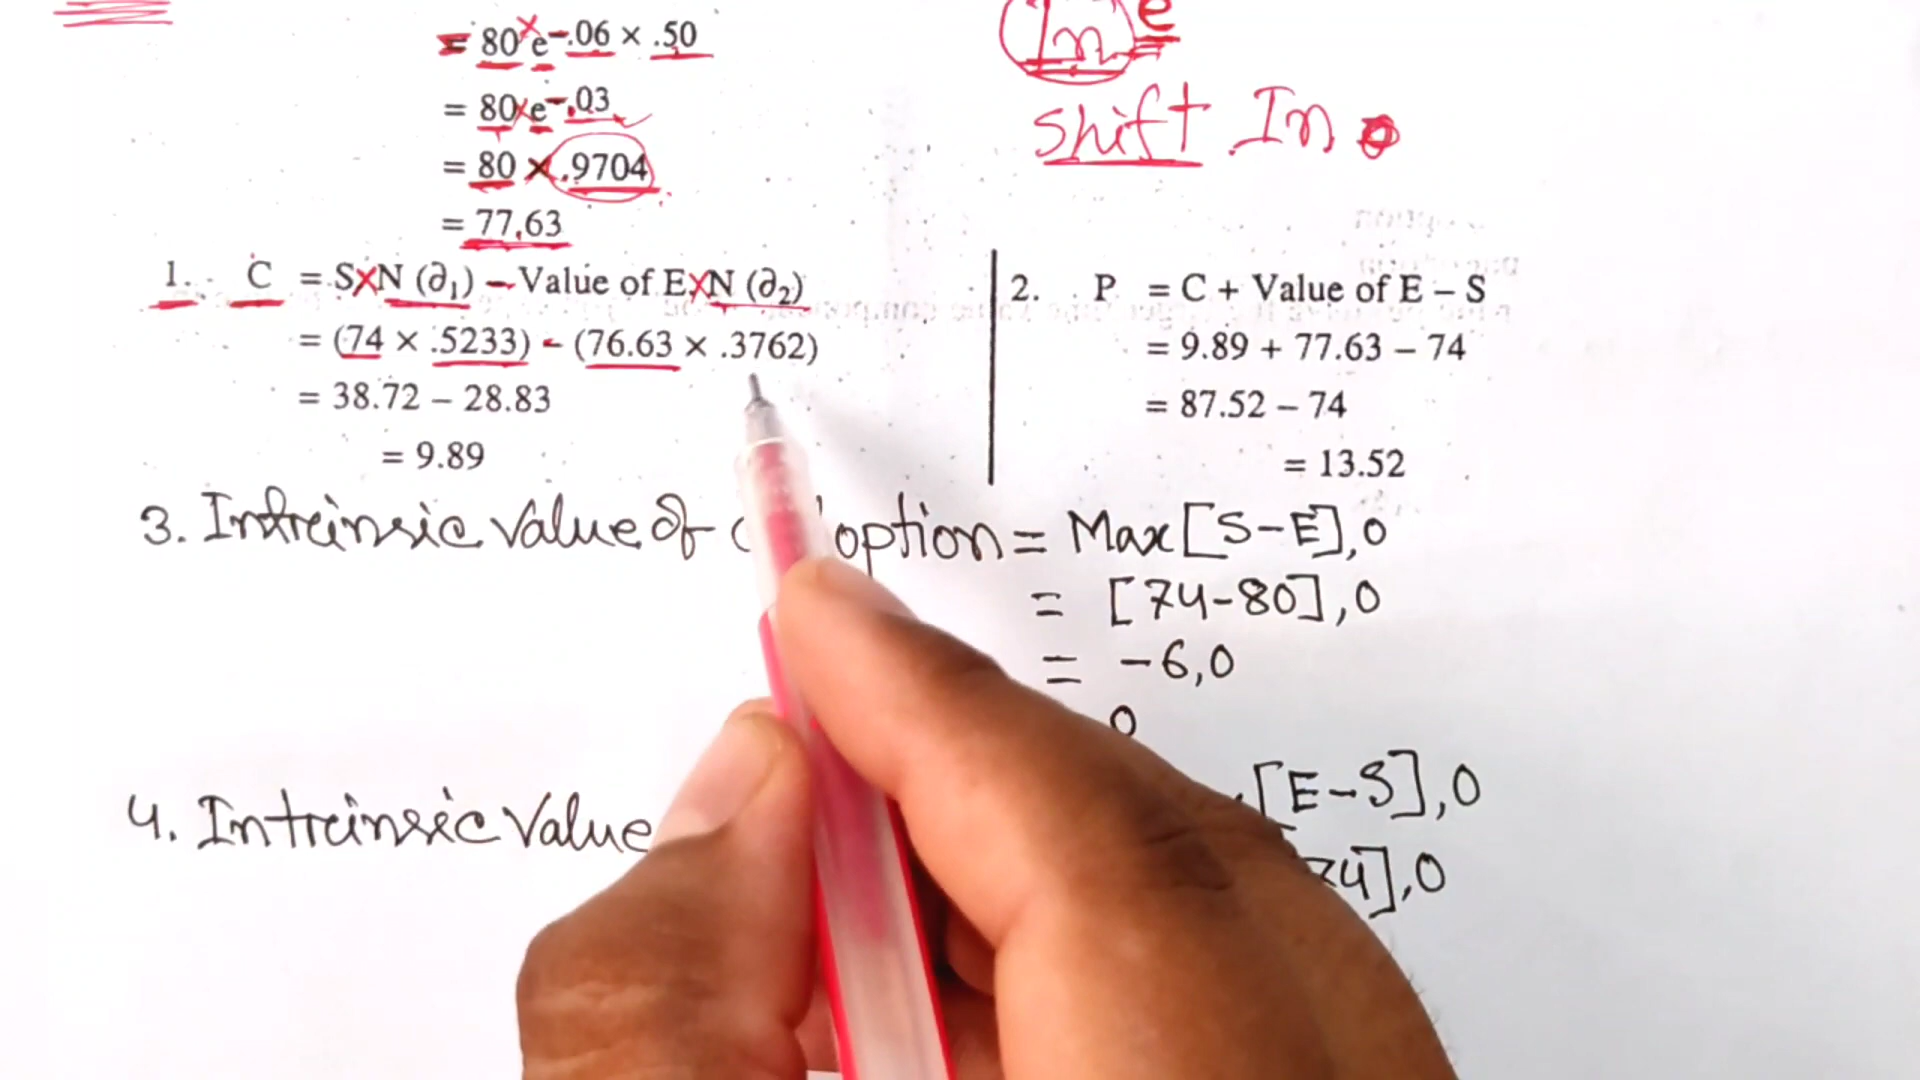 = 80 × e -.06 × .50
= 80 × e -.03
= 80 × .9704
= 77.63
In e
Shift In
1. C = S × N (∂₁) – Value of E × N (∂₂)
= (74 × .5233) - (76.63 × .3762)
= 38.72 – 28.83
= 9.89
2. P = C + Value of E – S
= 9.89 + 77.63 – 74
= 87.52 – 74
= 13.52
3. Intrinsic Value of option = Max [S-E], 0
= [74-80], 0
= -6, 0
0
4. Intrinsic Value [E-S], 0
74], 0